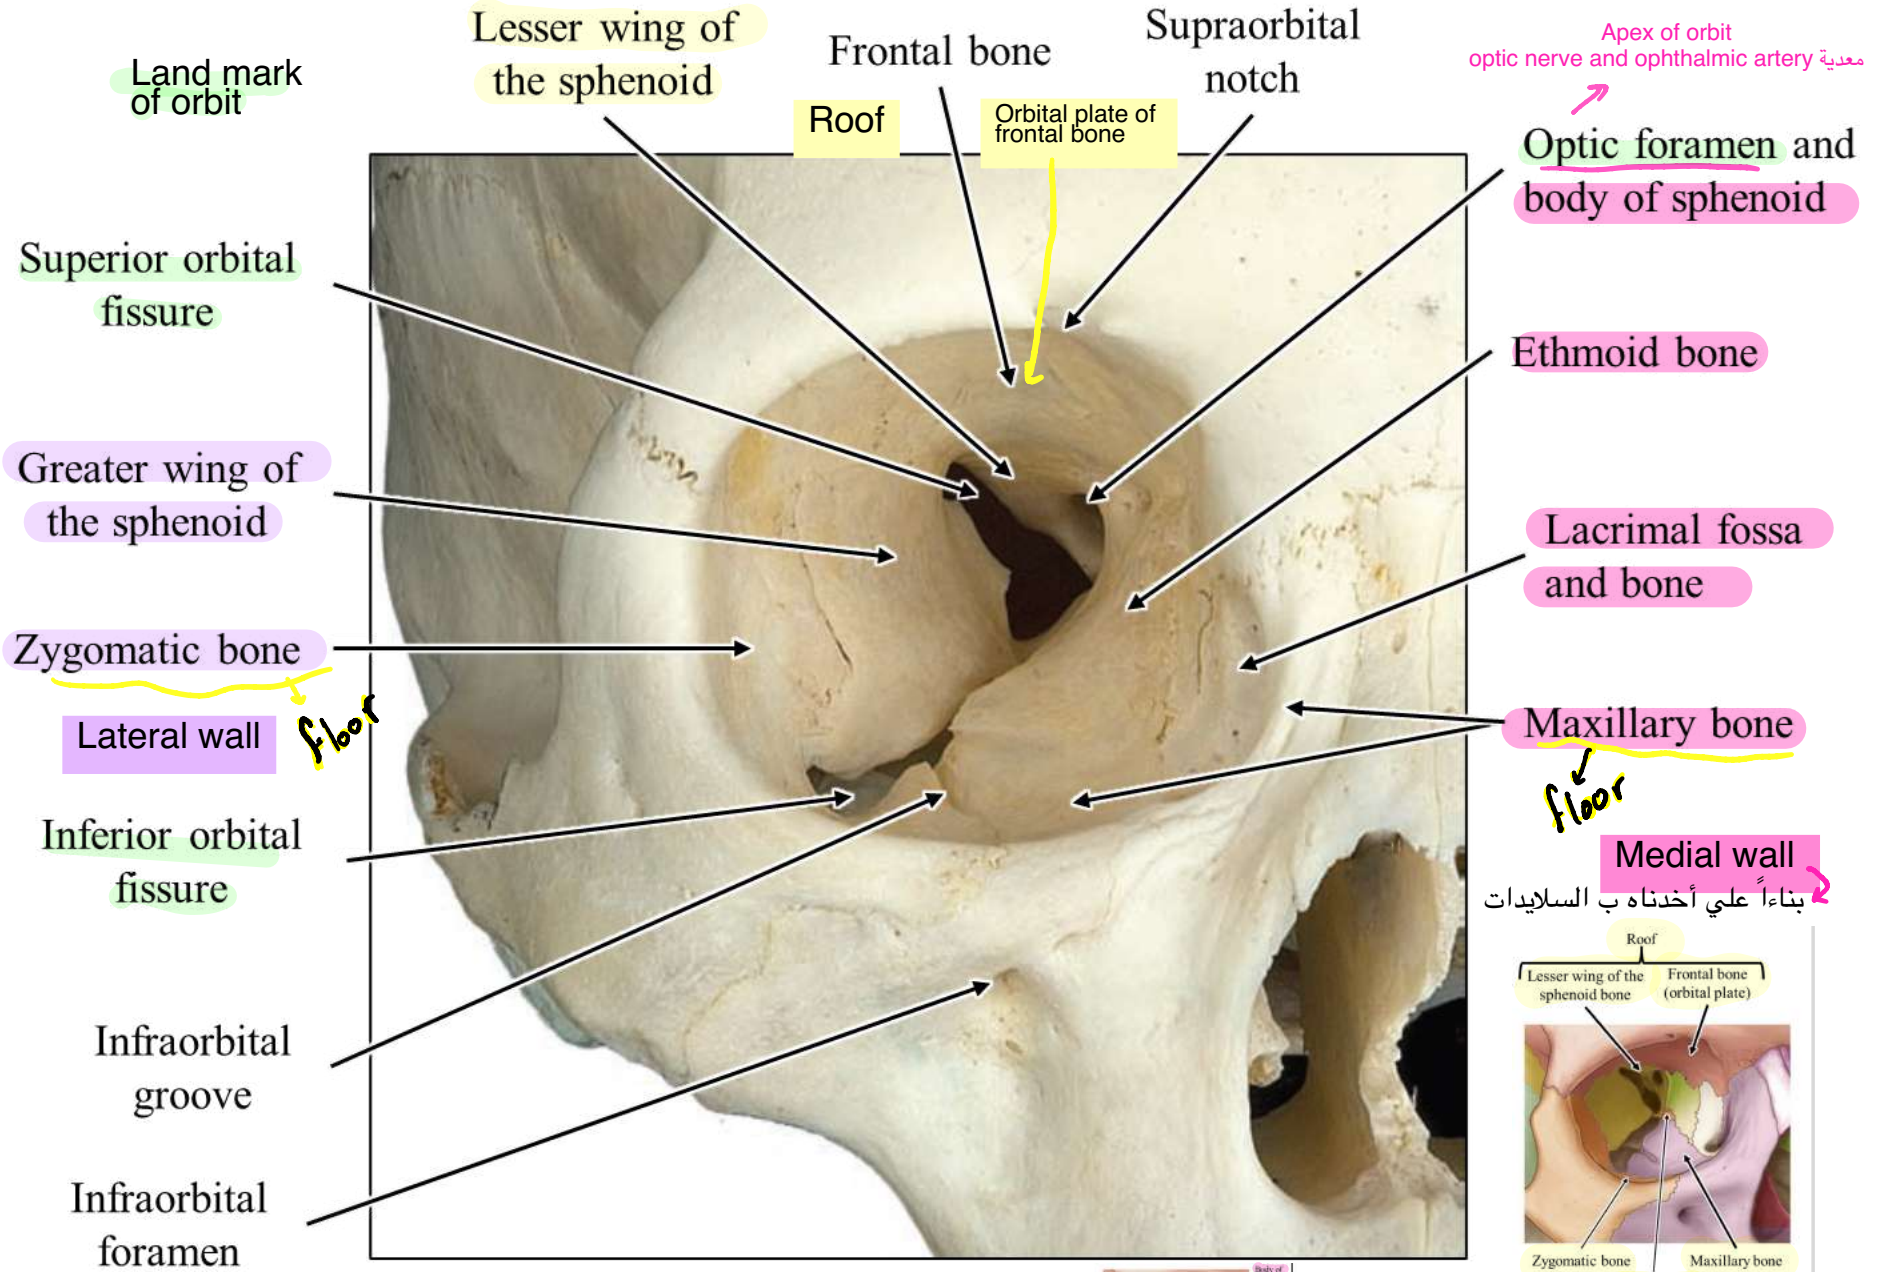 Land mark
of orbit
Lesser wing of
the sphenoid
Frontal bone
Supraorbital
notch
Roof
Orbital plate of
frontal bone
Apex of orbit
optic nerve and ophthalmic artery معدية
Optic foramen and
body of sphenoid
Superior orbital
fissure
Ethmoid bone
Greater wing of
the sphenoid
Lacrimal fossa
and bone
Zygomatic bone
floor
Lateral wall
Maxillary bone
floor
Inferior orbital
fissure
Medial wall
بناءاً علي أخدناه ب السلايدات
Infraorbital
groove
Infraorbital
foramen
Roof
Lesser wing of the
sphenoid bone
Frontal bone
(orbital plate)
Zygomatic bone
Maxillary bone
Body of